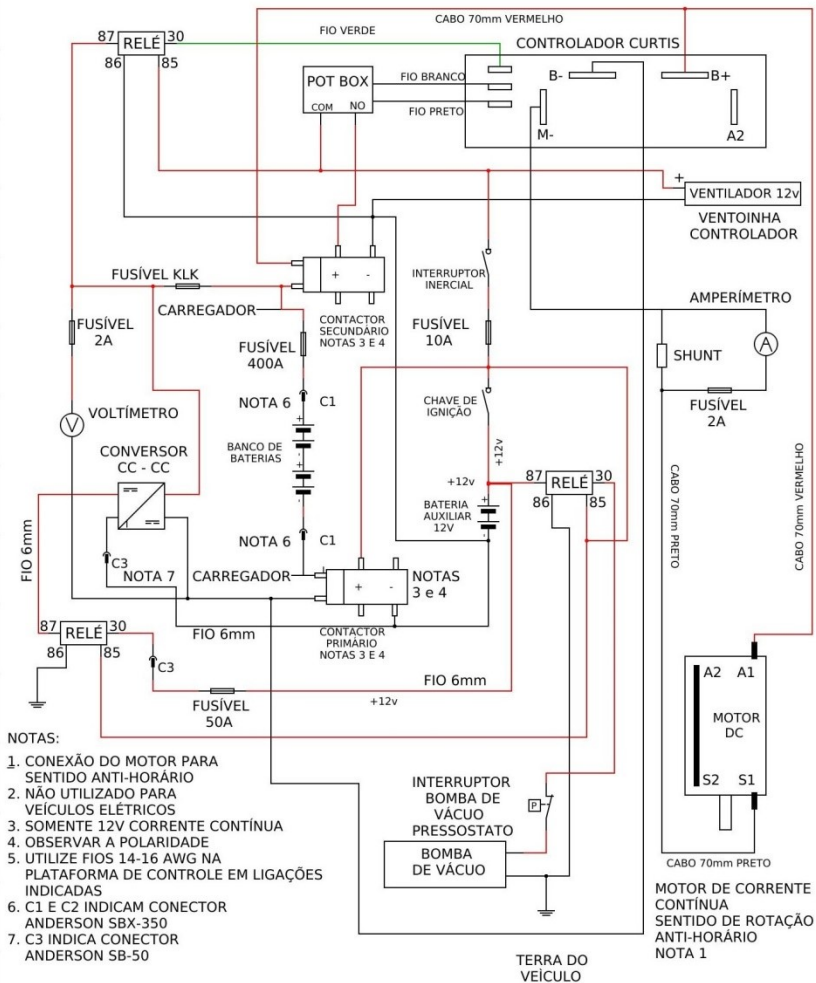 CABO 70mm VERMELHO
87 RELÉ 30
86 85
FIO VERDE
CONTROLADOR CURTIS
B-
B+
M-
A2
POT BOX
COM NO
FIO BRANCO
FIO PRETO
+
VENTILADOR 12v
VENTOINHA
CONTROLADOR
FUSÍVEL KLK
+ -
CARREGADOR
CONTACTOR
SECUNDÁRIO
NOTAS 3 E 4
INTERRUPTOR
INERCIAL
AMPERÍMETRO
A
SHUNT
FUSÍVEL
2A
FUSÍVEL
2A
FUSÍVEL
400A
FUSÍVEL
10A
NOTA 6 C1
CHAVE DE
IGNIÇÃO
V
VOLTÍMETRO
BANCO DE
BATERIAS
+
-
+
-
+12v
CONVERSOR
CC - CC
+12v
87 RELÉ 30
86 85
BATERIA
AUXILIAR
12V
+
-
CABO 70mm PRETO
CABO 70mm VERMELHO
FIO 6mm
C3
NOTA 6 C1
NOTA 7
CARREGADOR
+ -
NOTAS
3 e 4
CONTACTOR
PRIMÁRIO
NOTAS 3 E 4
FIO 6mm
87 RELÉ 30
86 85
C3
FIO 6mm
FUSÍVEL
50A
+12v
A2 A1
MOTOR
DC
S2 S1
NOTAS:
1. CONEXÃO DO MOTOR PARA
SENTIDO ANTI-HORÁRIO
2. NÃO UTILIZADO PARA
VEÍCULOS ELÉTRICOS
3. SOMENTE 12V CORRENTE CONTÍNUA
4. OBSERVAR A POLARIDADE
5. UTILIZE FIOS 14-16 AWG NA
PLATAFORMA DE CONTROLE EM LIGAÇÕES
INDICADAS
6. C1 E C2 INDICAM CONECTOR
ANDERSON SBX-350
7. C3 INDICA CONECTOR
ANDERSON SB-50
INTERRUPTOR
BOMBA DE
VÁCUO
PRESSOSTATO
P
BOMBA
DE VÁCUO
CABO 70mm PRETO
MOTOR DE CORRENTE
CONTÍNUA
SENTIDO DE ROTAÇÃO
ANTI-HORÁRIO
NOTA 1
TERRA DO
VEÍCULO